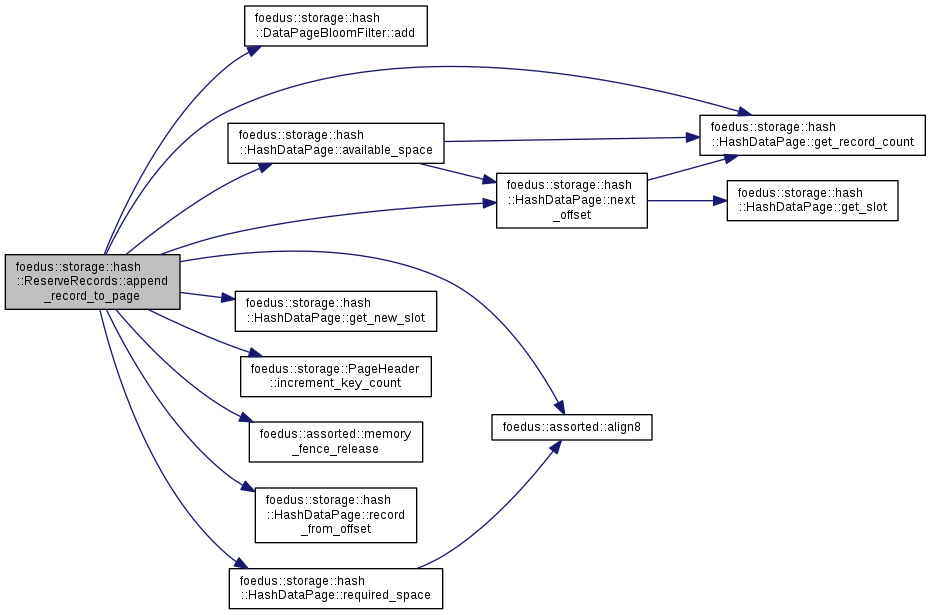 foedus::storage::hash
::DataPageBloomFilter::add
foedus::storage::hash
::HashDataPage::get_record_count
foedus::storage::hash
::HashDataPage::available_space
foedus::storage::hash
::HashDataPage::next
_offset
foedus::storage::hash
::HashDataPage::get_slot
foedus::storage::hash
::ReserveRecords::append
_record_to_page
foedus::storage::hash
::HashDataPage::get_new_slot
foedus::storage::PageHeader
::increment_key_count
foedus::assorted::memory
_fence_release
foedus::assorted::align8
foedus::storage::hash
::HashDataPage::record
_from_offset
foedus::storage::hash
::HashDataPage::required_space